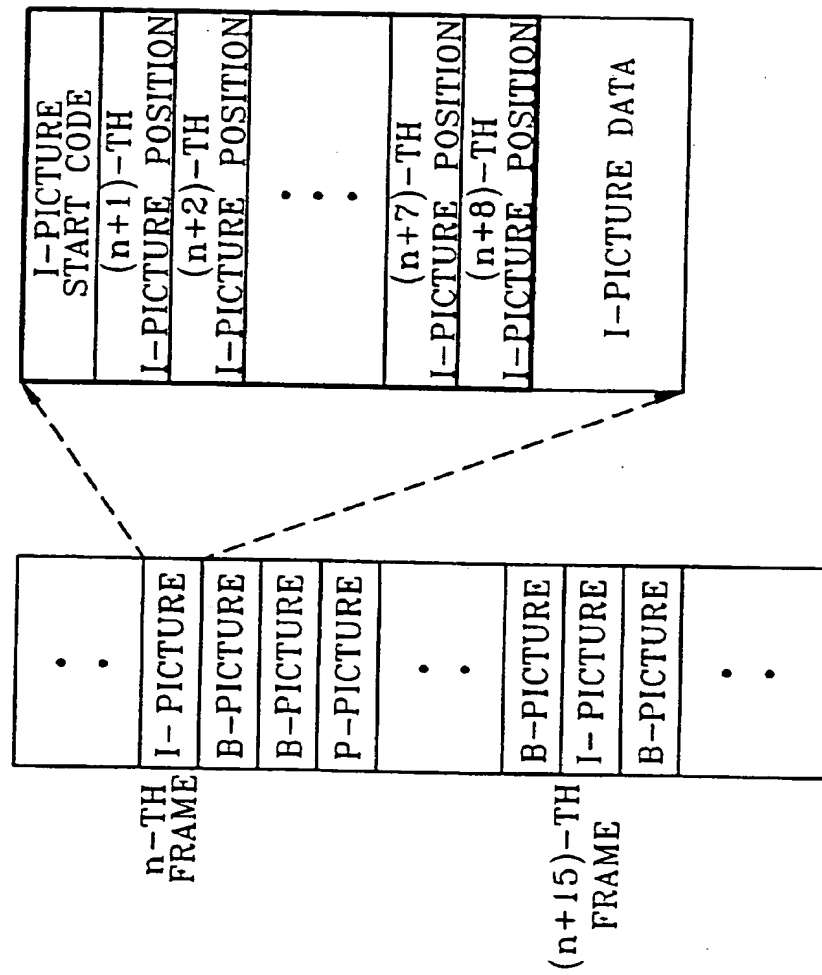 I-PICTURE
START CODE
(n+1)-TH
I-PICTURE POSITION
(n+2)-TH
I-PICTURE POSITION
(n+7)-TH
I-PICTURE POSITION
(n+8)-TH
I-PICTURE POSITION
I-PICTURE DATA
n-TH
FRAME
I-PICTURE
B-PICTURE
B-PICTURE
P-PICTURE
B-PICTURE
(n+15)-TH
FRAME
I-PICTURE
B-PICTURE